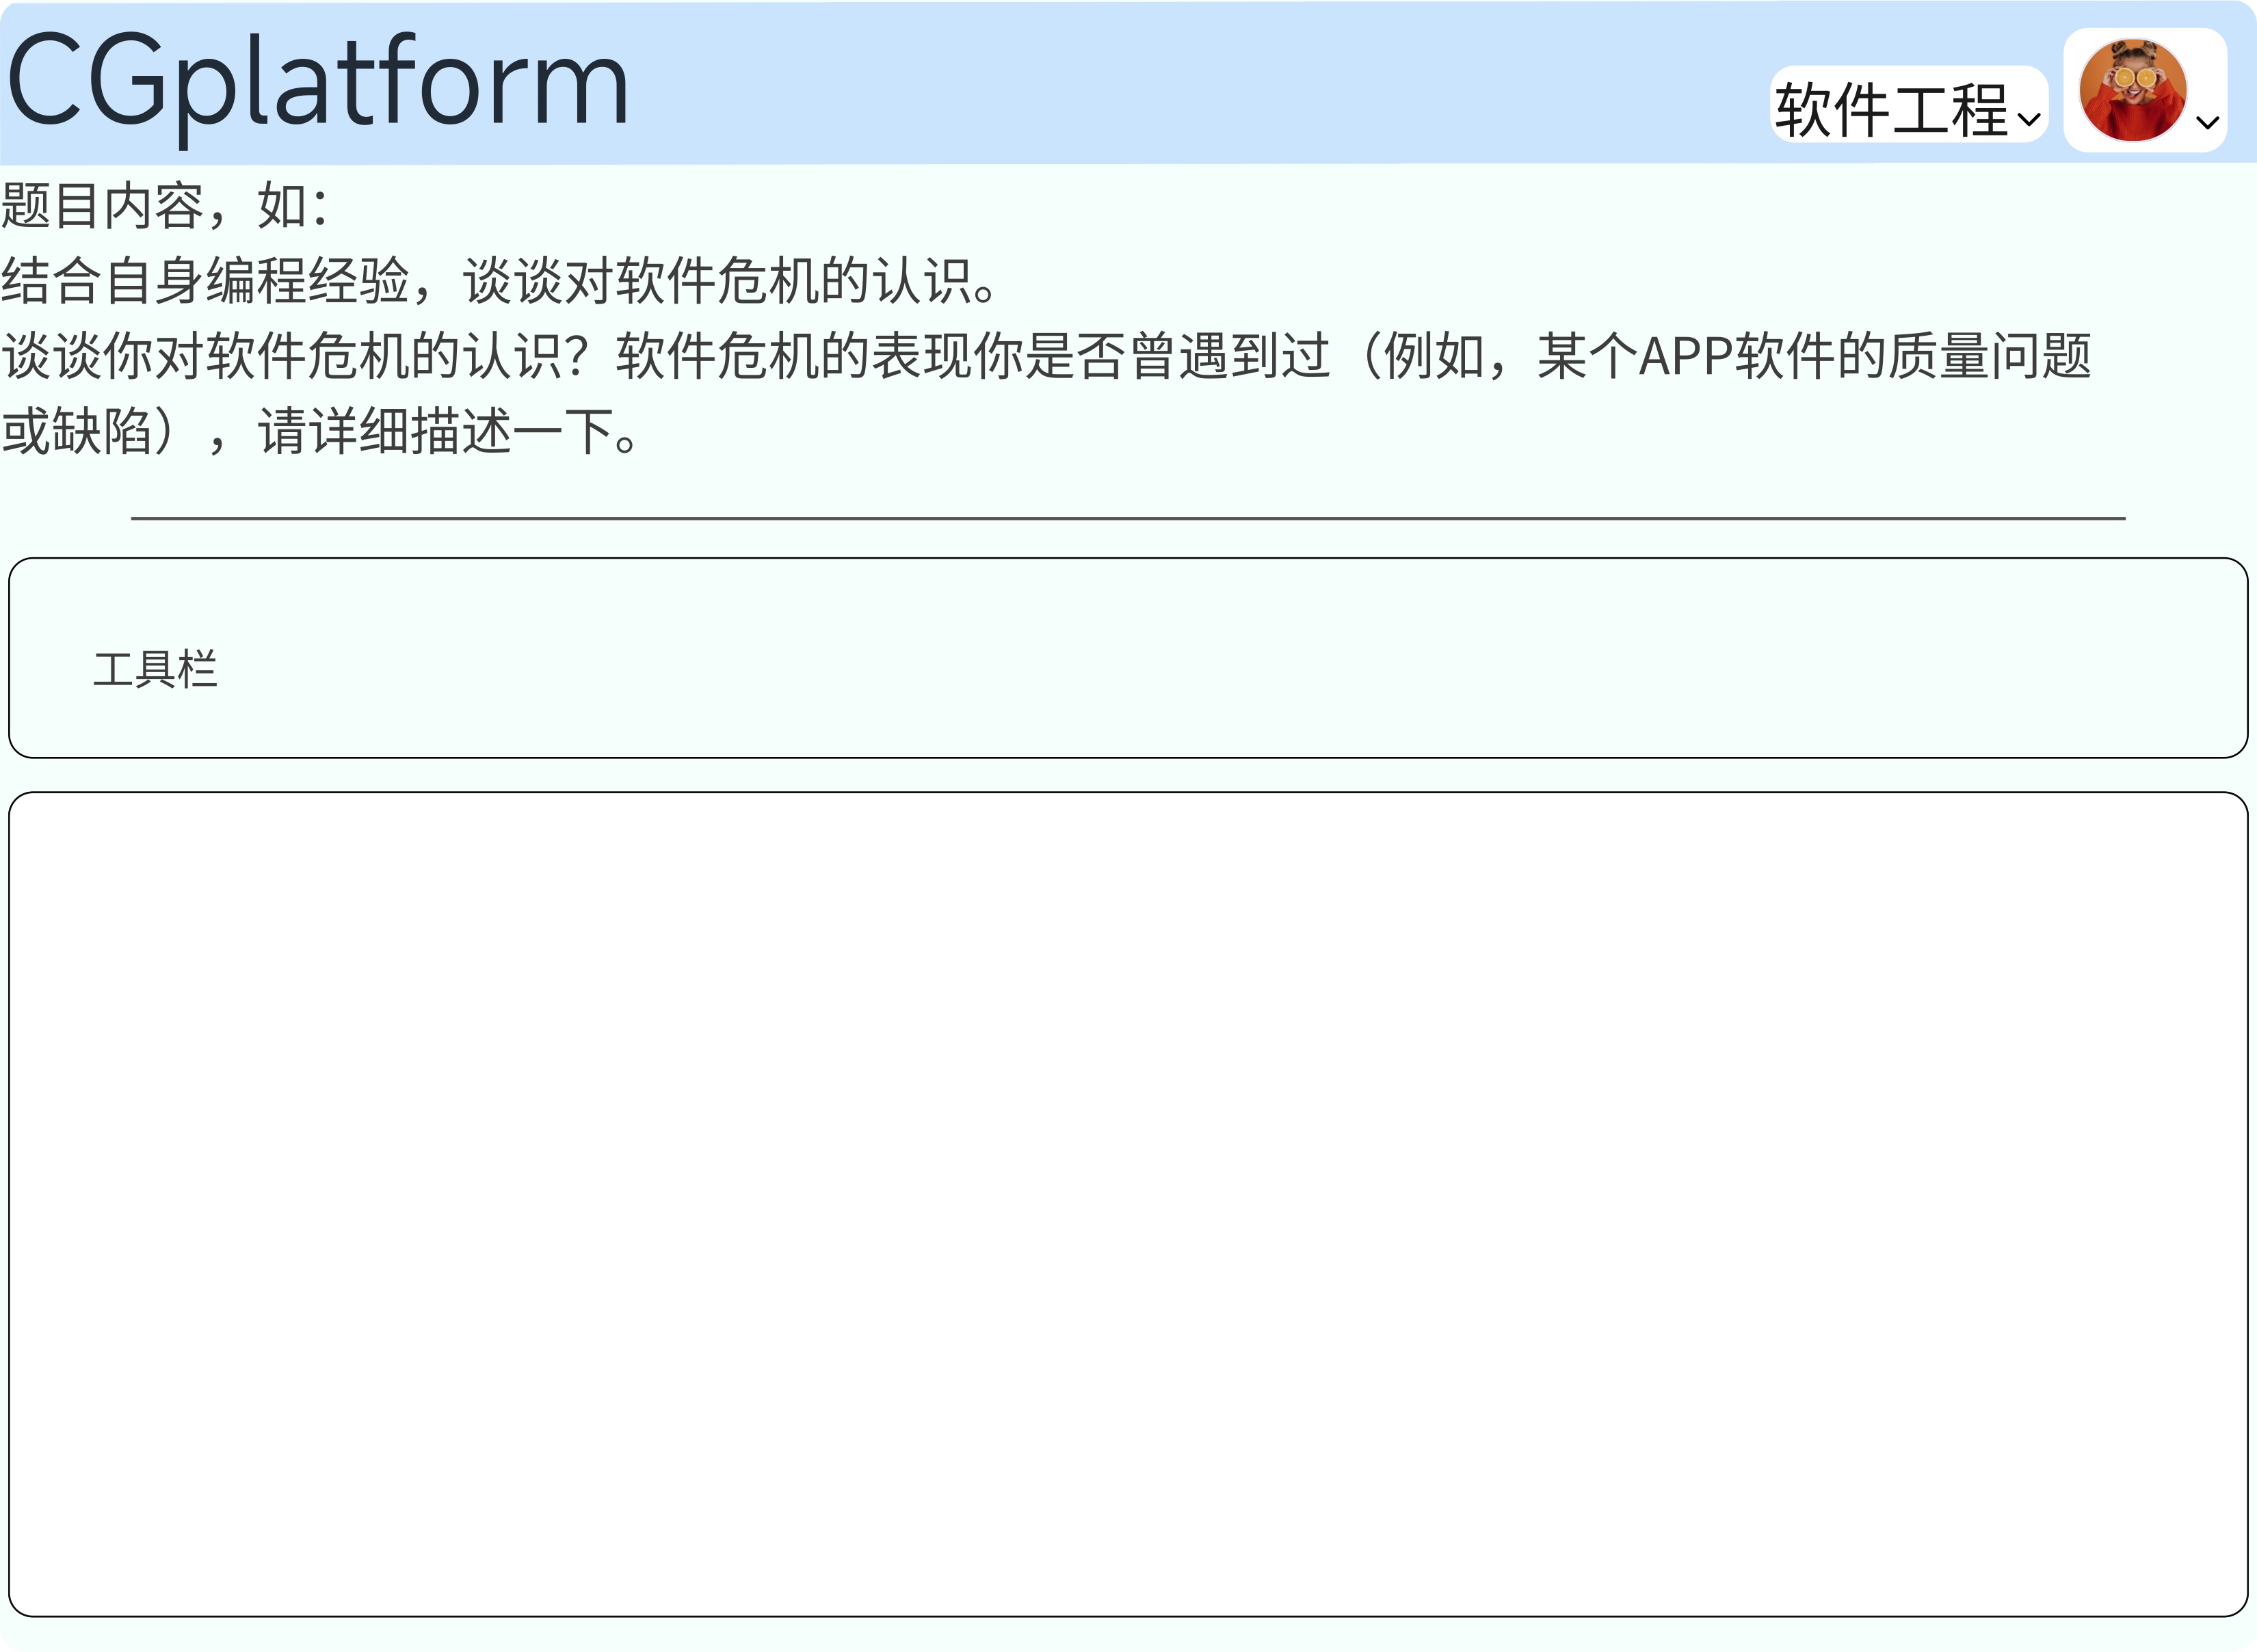 CGplatform
软件工程
题目内容，如：
结合自身编程经验，谈谈对软件危机的认识。
谈谈你对软件危机的认识？软件危机的表现你是否曾遇到过（例如，某个APP软件的质量问题
或缺陷），请详细描述一下。
工具栏